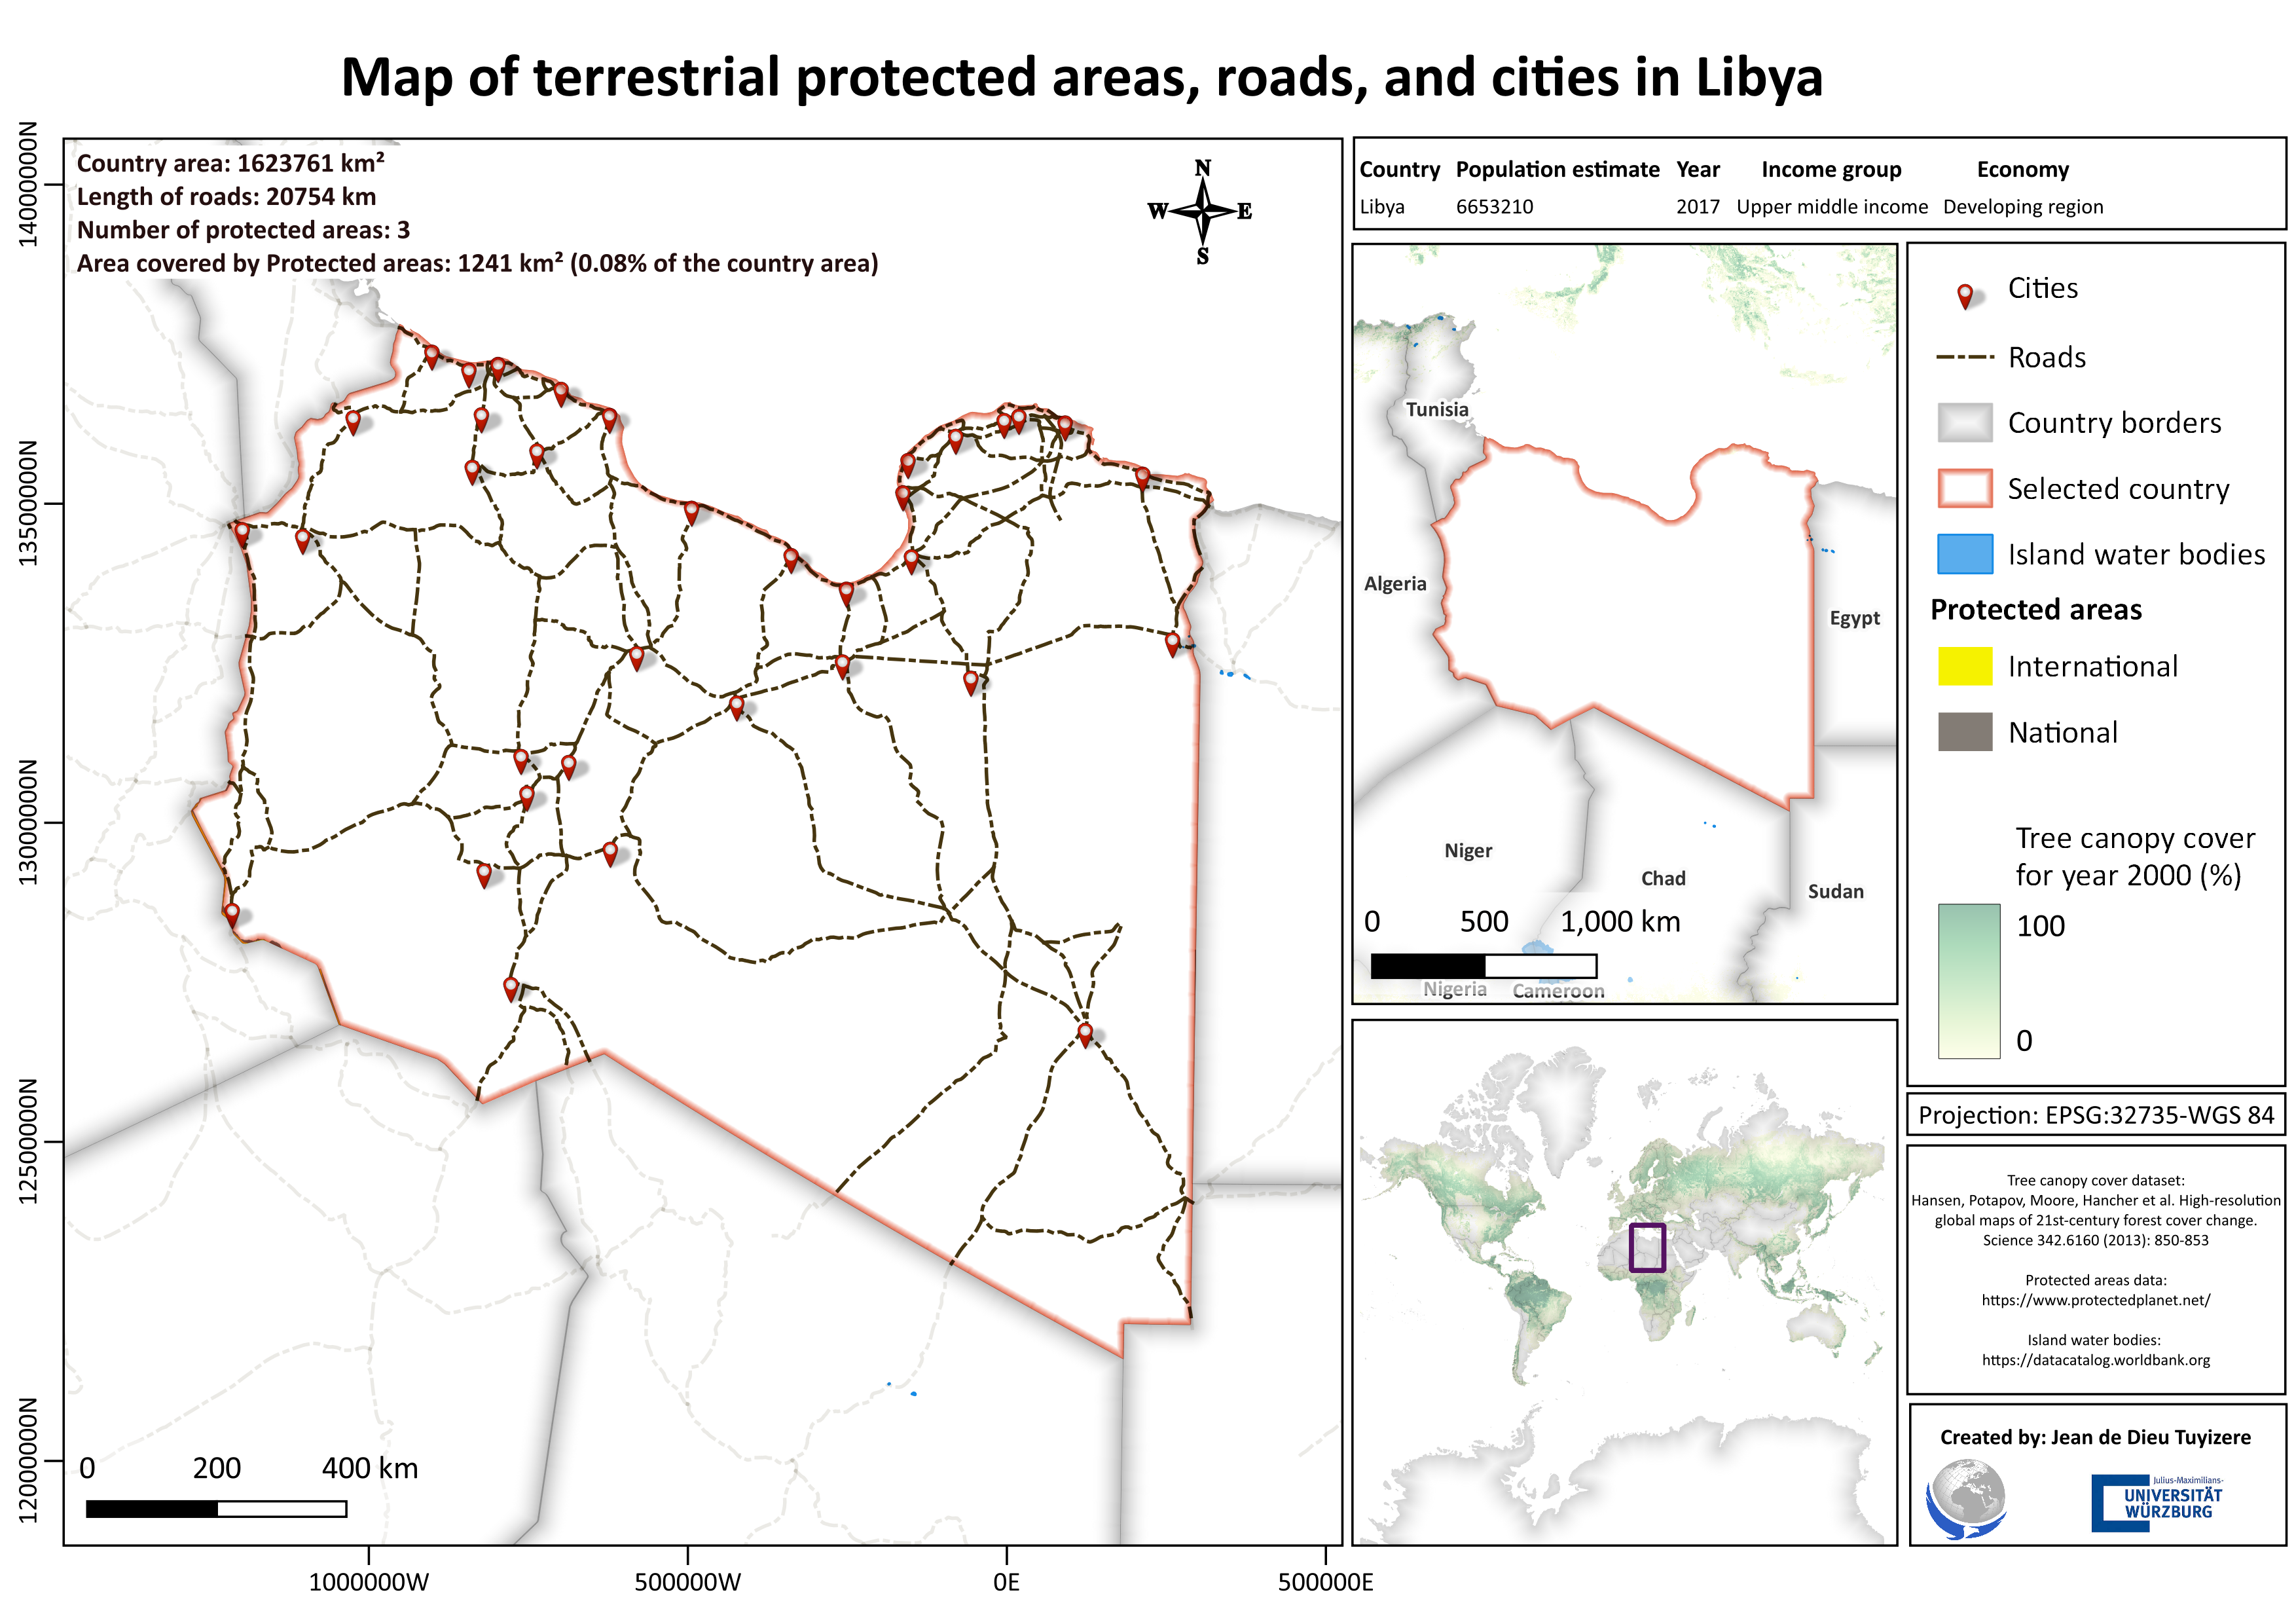 Map of terrestrial protected areas, roads, and cities in Libya
Country area: 1623761 km²
Length of roads: 20754 km
Number of protected areas: 3
Area covered by Protected areas: 1241 km² (0.08% of the country area)
N
W E
S
14000000N
13500000N
13000000N
12500000N
12000000N
1000000W 500000W 0E 500000E
0 200 400 km
Country Population estimate Year Income group Economy
Libya 6653210 2017 Upper middle income Developing region
Tunisia
Algeria
Egypt
Niger
Chad
Sudan
0 500 1,000 km
Nigeria Cameroon
Cities
Roads
Country borders
Selected country
Island water bodies
Protected areas
International
National
Tree canopy cover
for year 2000 (%)
100
0
Projection: EPSG:32735-WGS 84
Tree canopy cover dataset:
Hansen, Potapov, Moore, Hancher et al. High-resolution
global maps of 21st-century forest cover change.
Science 342.6160 (2013): 850-853
Protected areas data:
https://www.protectedplanet.net/
Island water bodies:
https://datacatalog.worldbank.org
Created by: Jean de Dieu Tuyizere
Julius-Maximilians-
UNIVERSITÄT
WÜRZBURG